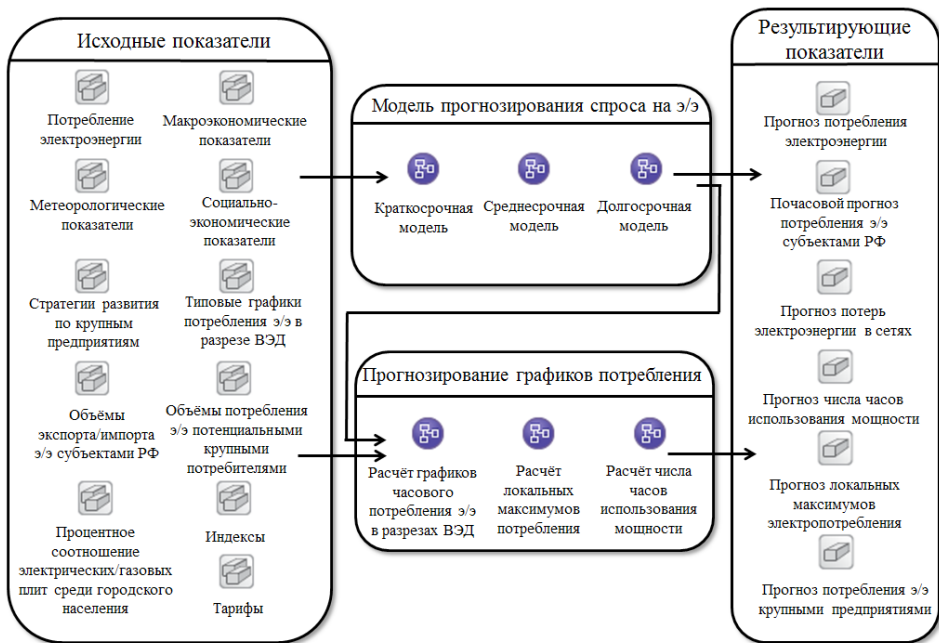 Исходные показатели
Потребление
электроэнергии
Макроэкономические
показатели
Метеорологические
показатели
Социально-
экономические
показатели
Стратегии развития
по крупным
предприятиям
Типовые графики
потребления э/э в
разрезе ВЭД
Объёмы
экспорта/импорта
э/э субъектами РФ
Объёмы потребления
э/э потенциальными
крупными
потребителями
Процентное
соотношение
электрических/газовых
плит среди городского
населения
Индексы
Тарифы
Модель прогнозирования спроса на э/э
Краткосрочная
модель
Среднесрочная
модель
Долгосрочная
модель
Прогнозирование графиков потребления
Расчёт графиков
часового
потребления э/э
в разрезах ВЭД
Расчёт
локальных
максимумов
потребления
Расчёт числа
часов
использования
мощности
Результирующие
показатели
Прогноз потребления
электроэнергии
Почасовой прогноз
потребления э/э
субъектами РФ
Прогноз потерь
электроэнергии в сетях
Прогноз числа часов
использования мощности
Прогноз локальных
максимумов
электропотребления
Прогноз потребления э/э
крупными предприятиями